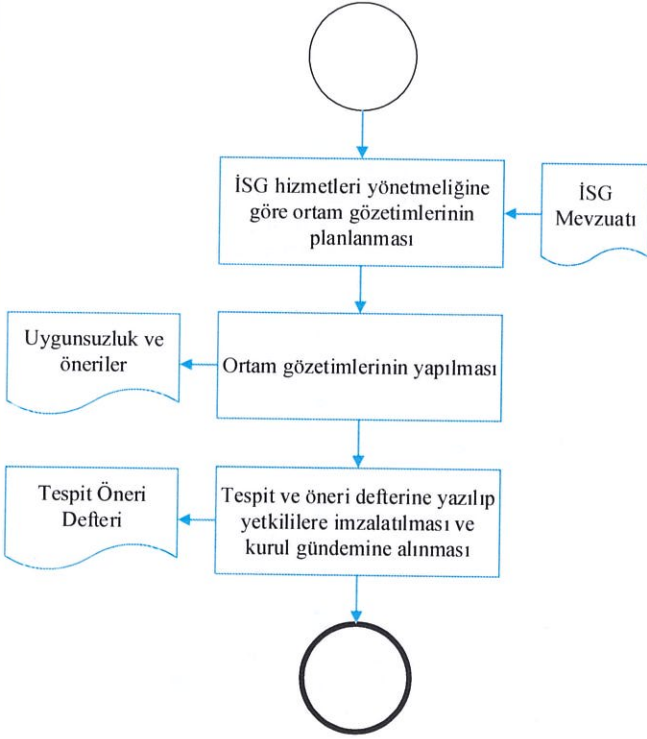 İSG hizmetleri yönetmeliğine
göre ortam gözetimlerinin
planlanması
İSG
Mevzuatı
Uygunsuzluk ve
öneriler
Ortam gözetimlerinin yapılması
Tespit Öneri
Defteri
Tespit ve öneri defterine yazılıp
yetkililere imzalatılması ve
kurul gündemine alınması